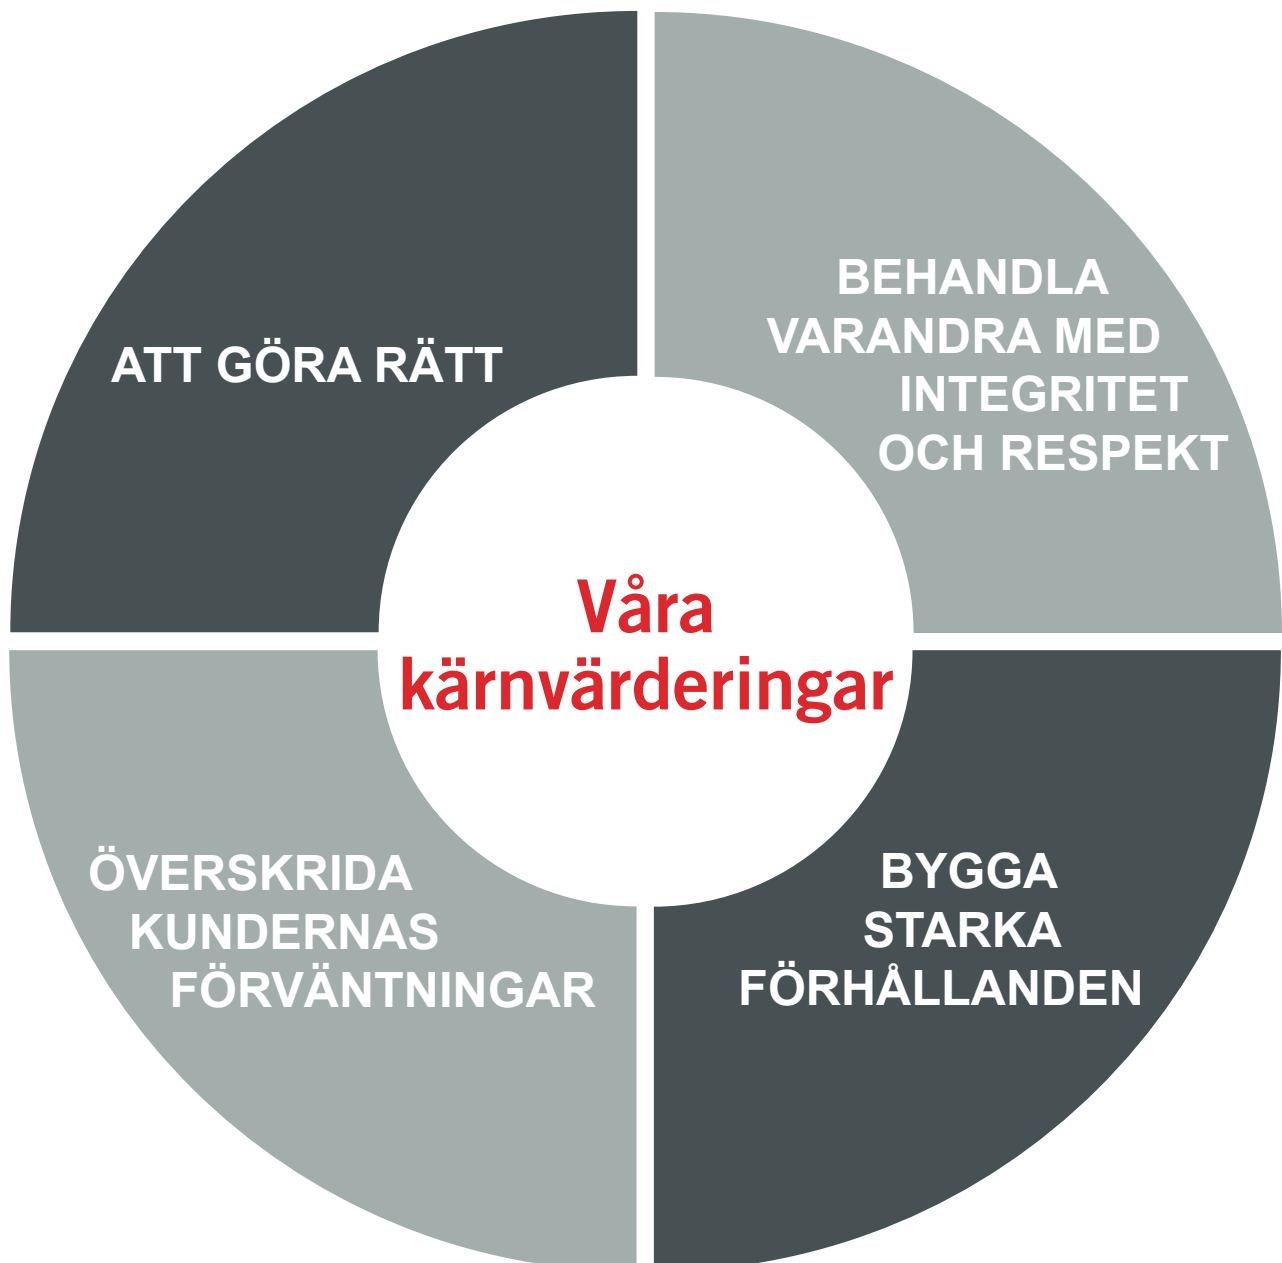 ATT GÖRA RÄTT
BEHANDLA
VARANDRA MED
INTEGRITET
OCH RESPEKT
Våra
kärnvärderingar
ÖVERSKRIDA
KUNDERNAS
FÖRVÄNTNINGAR
BYGGA
STARKA
FÖRHÅLLANDEN